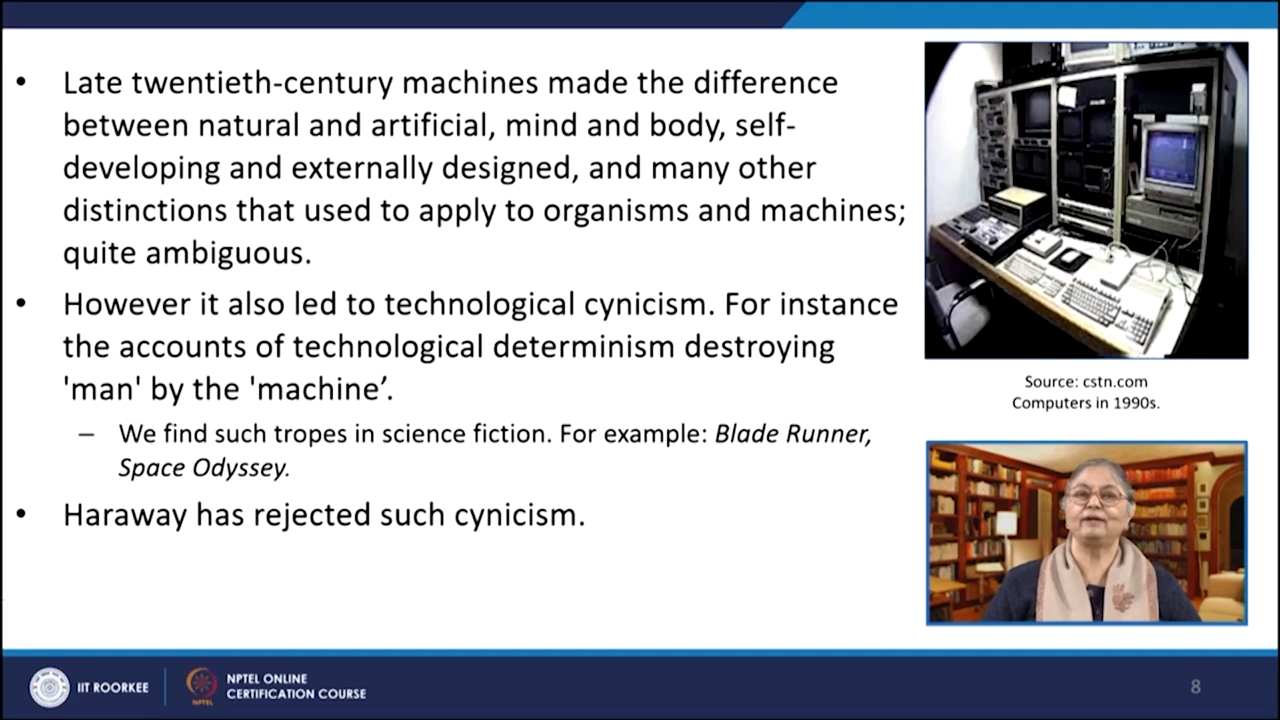 • Late twentieth-century machines made the difference
between natural and artificial, mind and body, self-
developing and externally designed, and many other
distinctions that used to apply to organisms and machines;
quite ambiguous.
• However it also led to technological cynicism. For instance
the accounts of technological determinism destroying
'man' by the 'machine’.
– We find such tropes in science fiction. For example: Blade Runner,
Space Odyssey.
• Haraway has rejected such cynicism.
Source: cstn.com
Computers in 1990s.
IIT ROORKEE
NPTEL
NPTEL ONLINE
CERTIFICATION COURSE
8